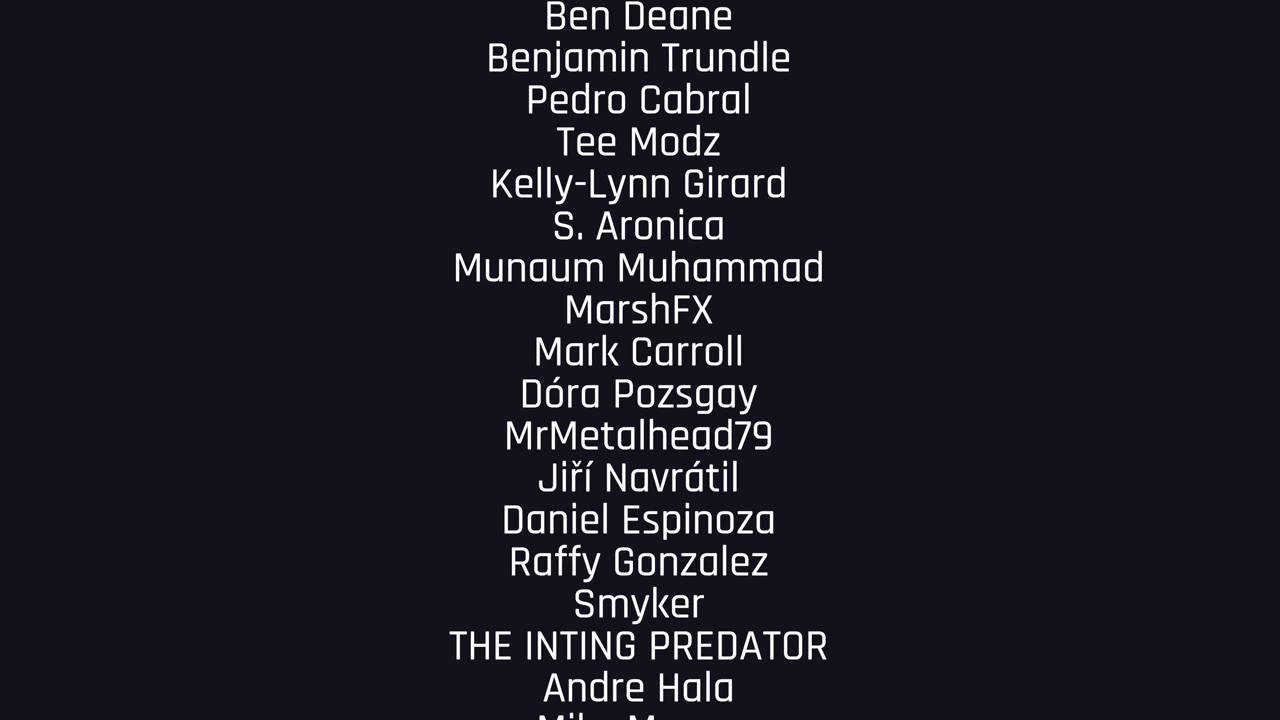 Ben Deane
Benjamin Trundle
Pedro Cabral
Tee Modz
Kelly-Lynn Girard
S. Aronica
Munaum Muhammad
MarshFX
Mark Carroll
Dóra Pozsgay
MrMetalhead79
Jiří Navrátil
Daniel Espinoza
Raffy Gonzalez
Smyker
THE INTING PREDATOR
Andre Hala